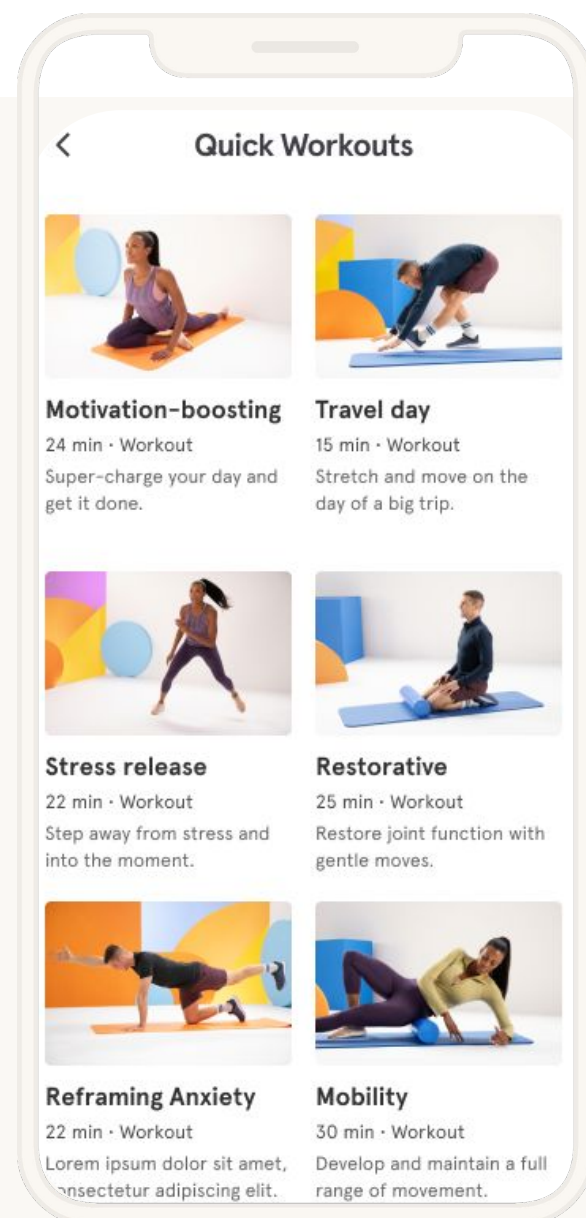 Quick Workouts
Motivation-boosting
24 min · Workout
Super-charge your day and
get it done.
Travel day
15 min · Workout
Stretch and move on the
day of a big trip.
Stress release
22 min · Workout
Step away from stress and
into the moment.
Restorative
25 min · Workout
Restore joint function with
gentle moves.
Reframing Anxiety
22 min · Workout
Lorem ipsum dolor sit amet,
consectetur adipiscing elit.
Mobility
30 min · Workout
Develop and maintain a full
range of movement.